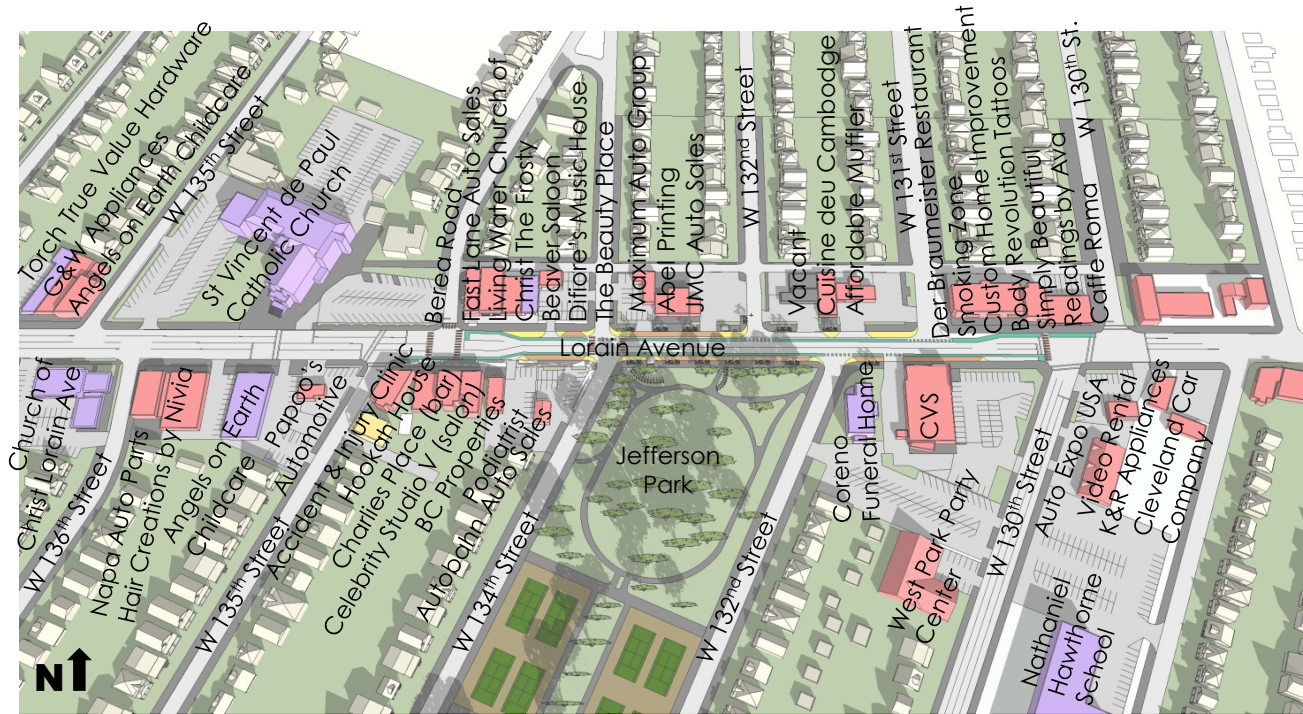 Torch True Value Hardware
G&W Appliances
Angels on Earth Childcare
W 135th Street
St Vincent de Paul
Catholic Church
Berea Road
Fast Lane Auto Sales
Living Water Church of
Christ The Frosty
Beaver Saloon
Difiore's Music House
The Beauty Place
Maximum Auto Group
Abel Printing
JMC Auto Sales
W 132nd Street
Vacant
Cuisine deu Cambodge
Affordable Muffler
W 131st Street
Der Braumeister Restaurant
Smoking Zone
Custom Home Improvement
Body Revolution Tattoos
Simply Beautiful
Readings by Ava
Caffe Roma
W 130th St.
Lorain Avenue
Church of
Christ Lorain Ave
W 136th Street
Napa Auto Parts
Hair Creations by Nivia
Angels on Earth
Childcare
Papo's
Automotive
W 135th Street
Accident & Injury Clinic
Hookah House
Charlies Place (bar)
Celebrity Studio V (salon)
BC Properties
Podiatrist
Autobahn Auto Sales
W 134th Street
Jefferson
Park
W 132nd Street
Coreno
Funeral Home
CVS
West Park Party
Center
W 130th Street
Auto Expo USA
Video Rental
K&R Appliances
Cleveland Car
Company
Nathaniel
Hawthorne
School
N